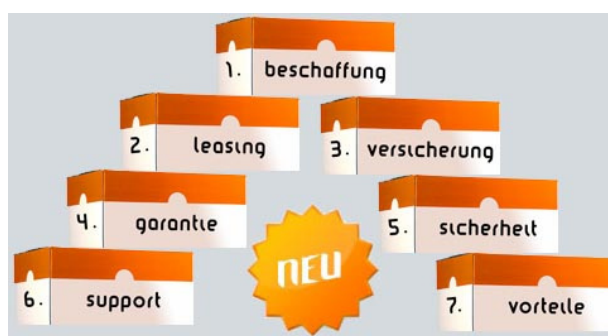 1. beschaffung
2. leasing
3. versicherung
4. garantie
5. sicherheit
NEU
6. support
7. vorteile